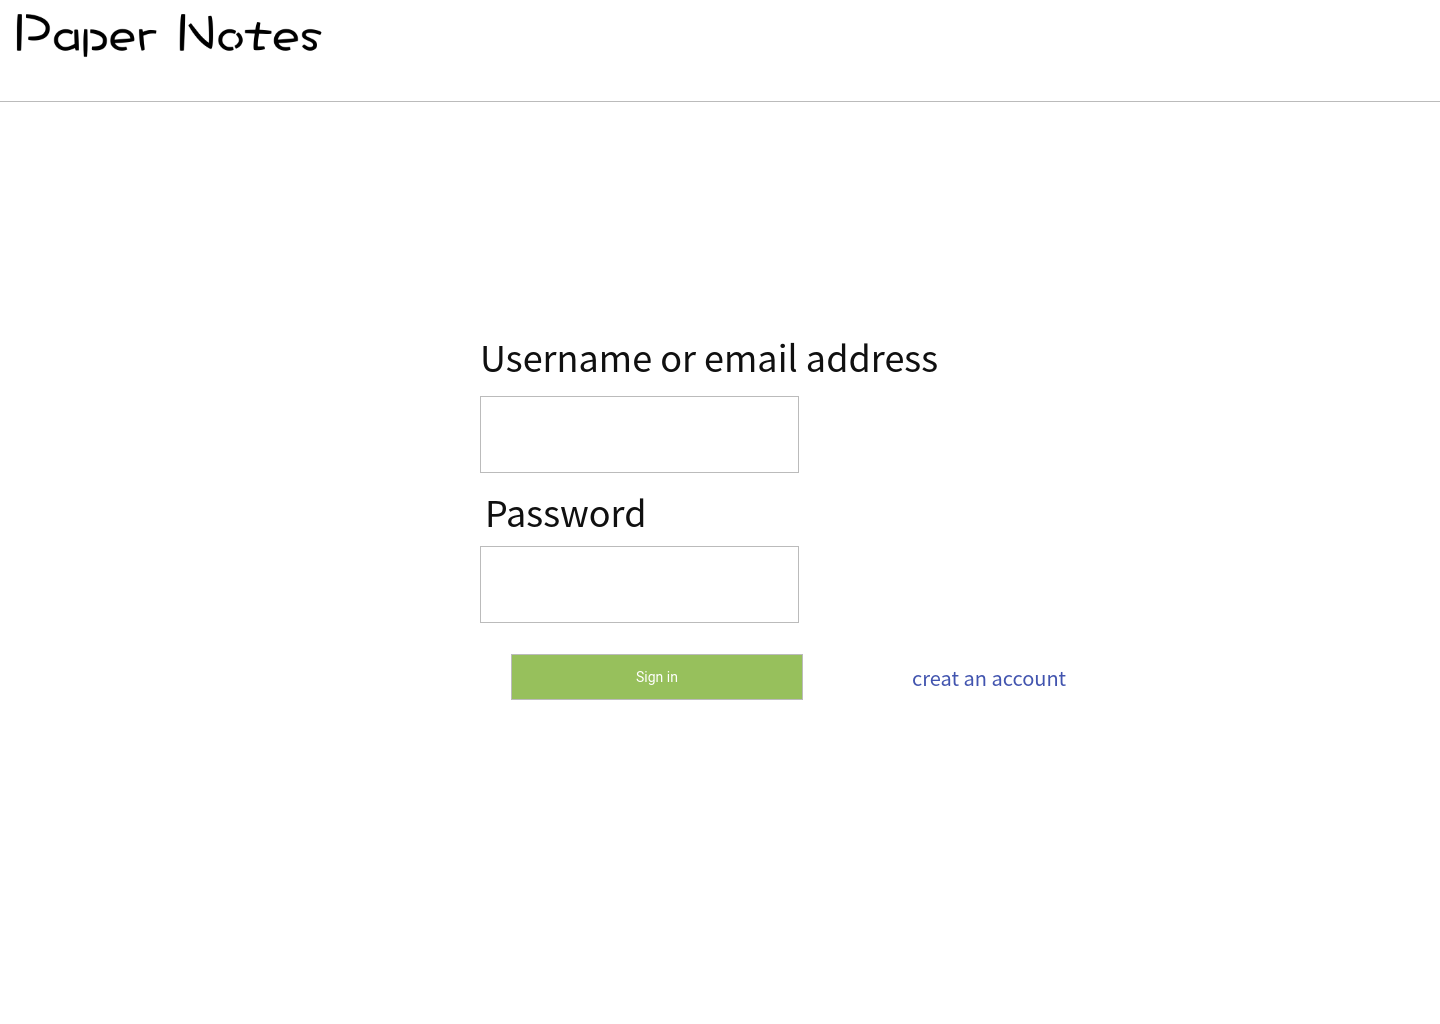 Paper Notes
Username or email address
Password
Sign in
creat an account